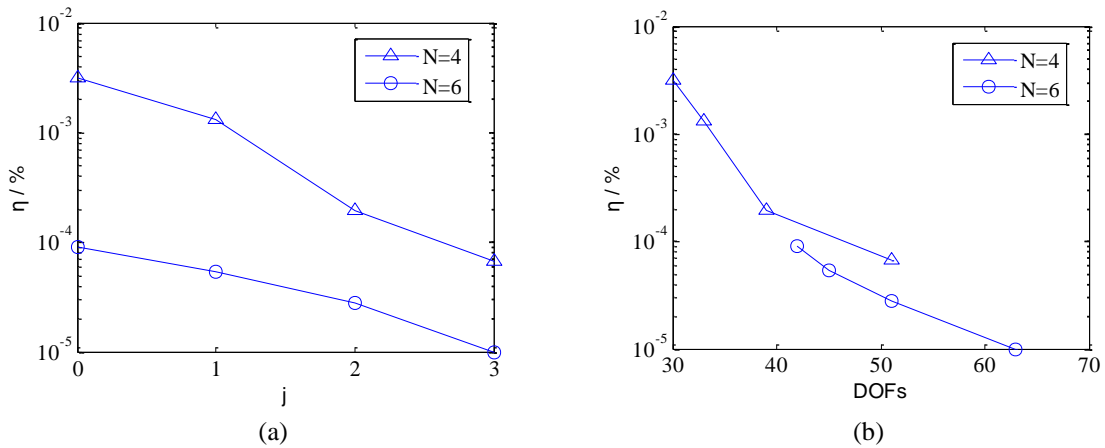 10^-2
10^-3
10^-4
10^-5
η / %
0 1 2 3
j
N=4
N=6
(a)
10^-2
10^-3
10^-4
10^-5
η / %
30 40 50 60 70
DOFs
N=4
N=6
(b)